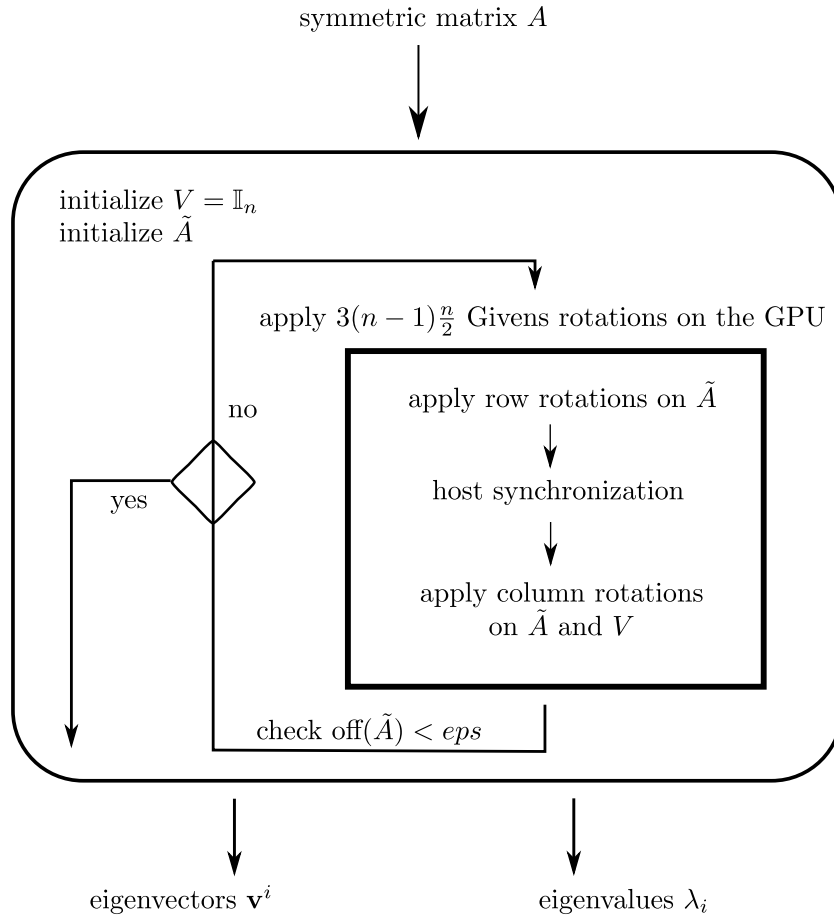 symmetric matrix A
initialize V = 𝕀ₙ
initialize Ã
apply 3(n − 1)n/2 Givens rotations on the GPU
apply row rotations on Ã
no
host synchronization
yes
apply column rotations
on Ã and V
check off(Ã) < eps
eigenvectors vⁱ
eigenvalues λᵢ